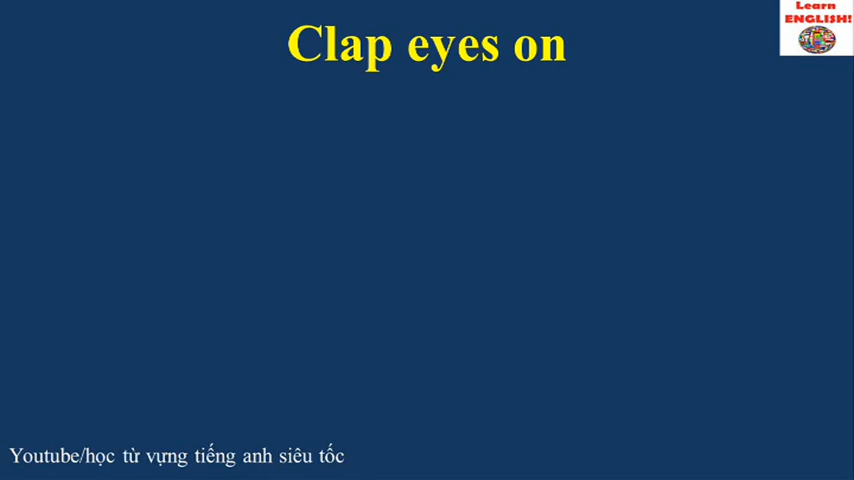 Clap eyes on
Learn
ENGLISH!
Youtube/học từ vựng tiếng anh siêu tốc